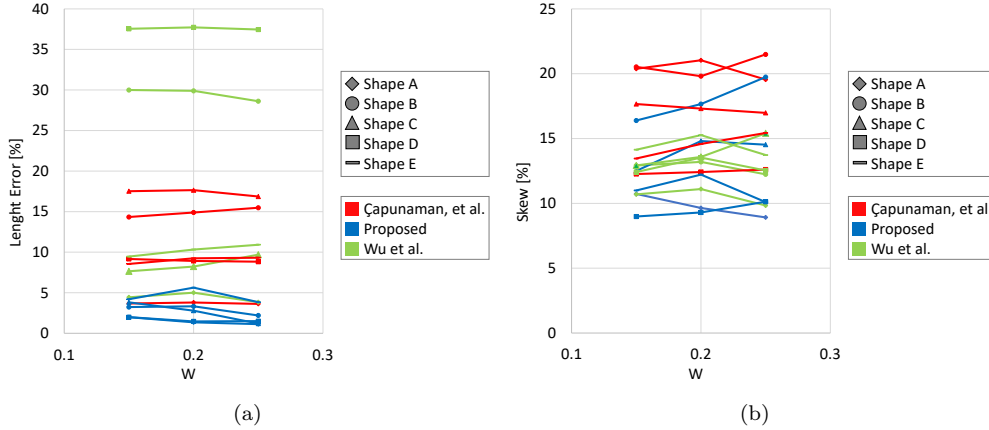 40
35
30
25
20
15
10
5
0
Lenght Error [%]
0.1
0.2
0.3
W
Shape A
Shape B
Shape C
Shape D
Shape E
Çapunaman, et al.
Proposed
Wu et al.
(a)
25
20
15
10
5
0
Skew [%]
0.1
0.2
0.3
W
Shape A
Shape B
Shape C
Shape D
Shape E
Çapunaman, et al
Proposed
Wu et al.
(b)